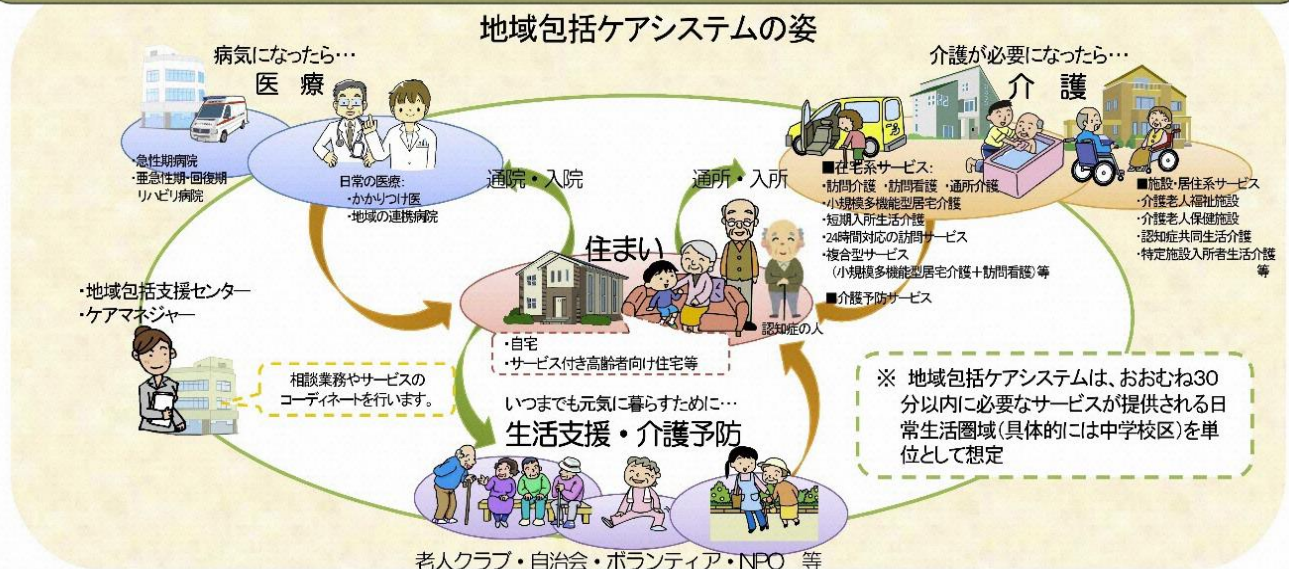 地域包括ケアシステムの姿
病気になったら…
医 療
・急性期病院
・亜急性期・回復期
リハビリ病院
日常の医療:
・かかりつけ医
・地域の連携病院
通院・入院
介護が必要になったら…
介 護
通所・入所
■在宅系サービス:
・訪問介護 ・訪問看護 ・通所介護
・小規模多機能型居宅介護
・短期入所生活介護
・24時間対応の訪問サービス
・複合型サービス
(小規模多機能型居宅介護＋訪問看護)等
■介護予防サービス
■施設・居住系サービス
・介護老人福祉施設
・介護老人保健施設
・認知症共同生活介護
・特定施設入所者生活介護
等
住まい
認知症の人
・自宅
・サービス付き高齢者向け住宅等
・地域包括支援センター
・ケアマネジャー
相談業務やサービスの
コーディネートを行います。
いつまでも元気に暮らすために…
生活支援・介護予防
老人クラブ・自治会・ボランティア・NPO 等
※ 地域包括ケアシステムは、おおむね30
分以内に必要なサービスが提供される日
常生活圏域(具体的には中学校区)を単
位として想定